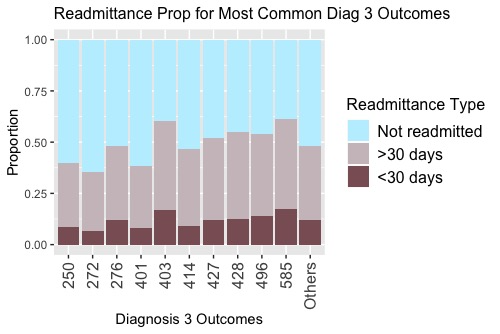 Readmittance Prop for Most Common Diag 3 Outcomes
1.00
0.75
0.50
0.25
0.00
Proportion
250
272
276
401
403
414
427
428
496
585
Others
Diagnosis 3 Outcomes
Readmittance Type
Not readmitted
>30 days
<30 days